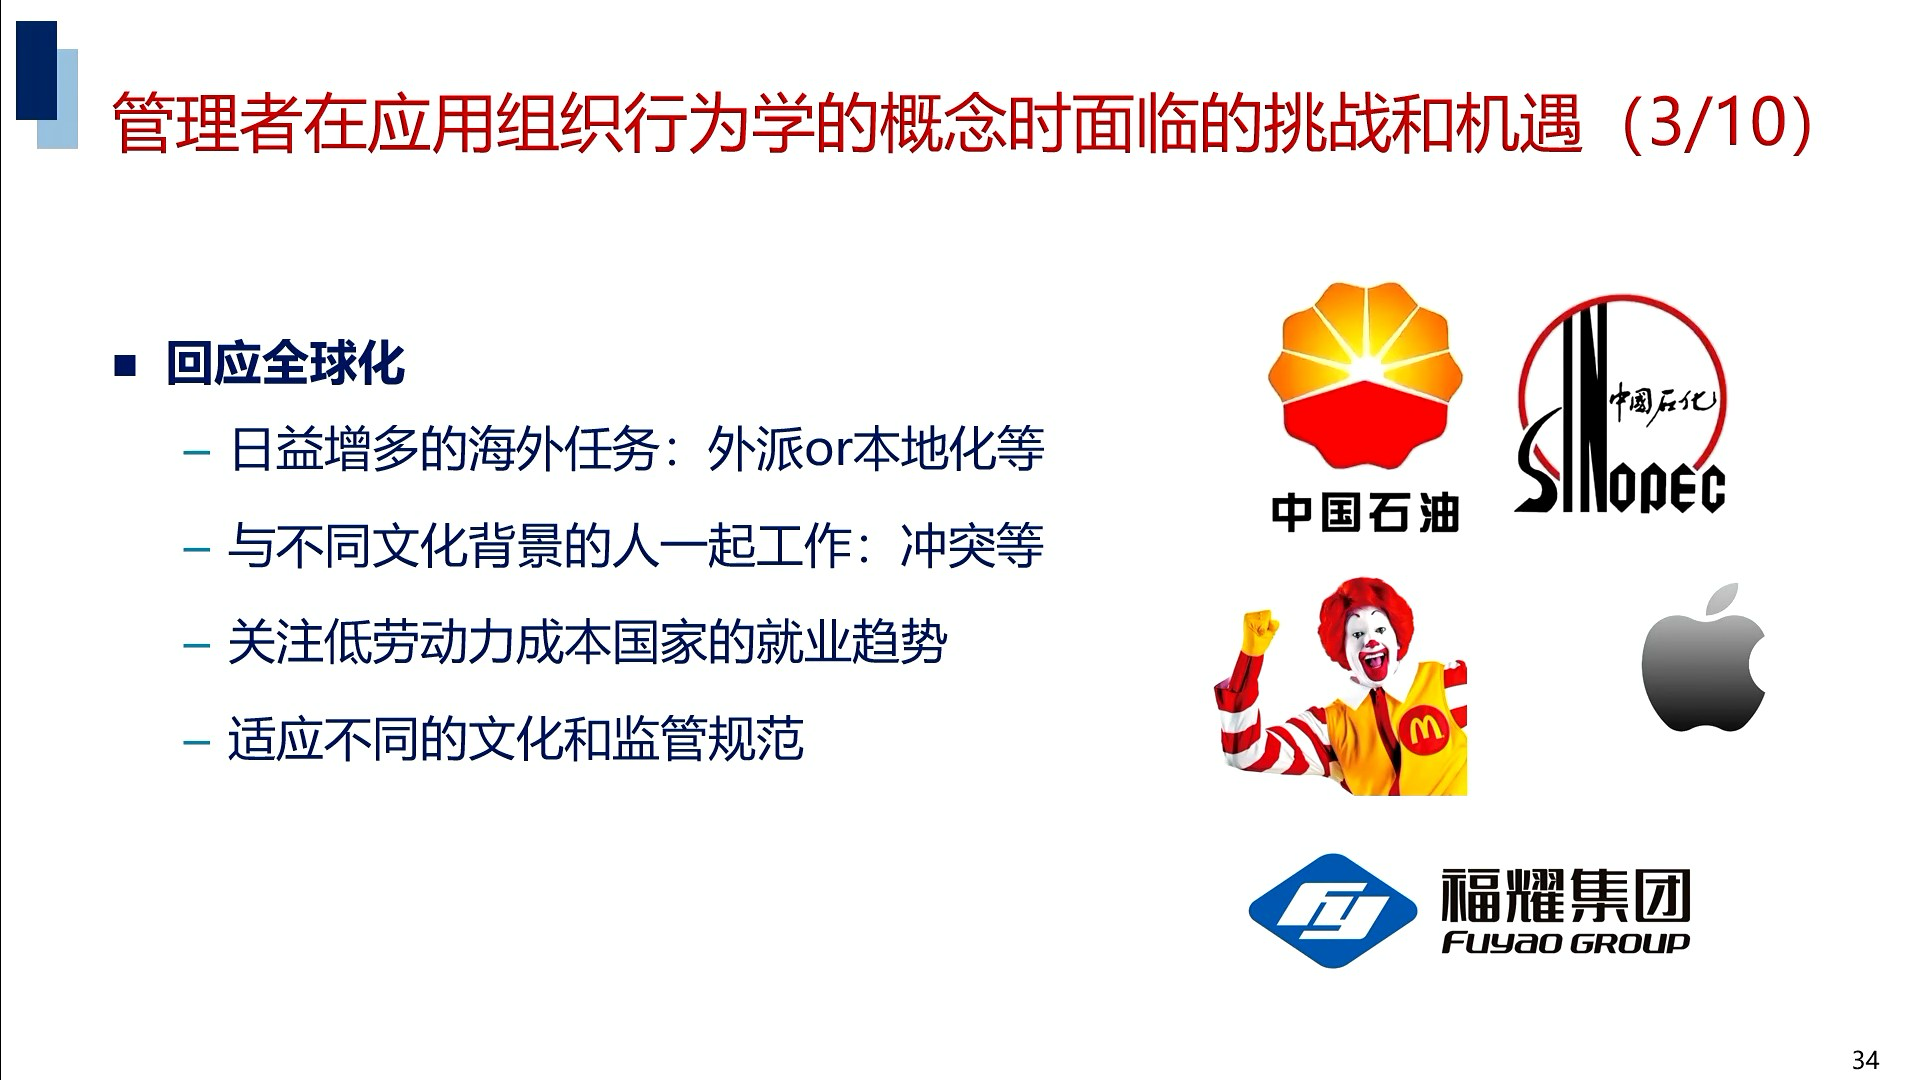 管理者在应用组织行为学的概念时面临的挑战和机遇（3/10）
■ 回应全球化
– 日益增多的海外任务：外派or本地化等
– 与不同文化背景的人一起工作：冲突等
– 关注低劳动力成本国家的就业趋势
– 适应不同的文化和监管规范
中国石油
中國石化
SINOPEC
M
fy
福耀集团
FUYAO GROUP
34